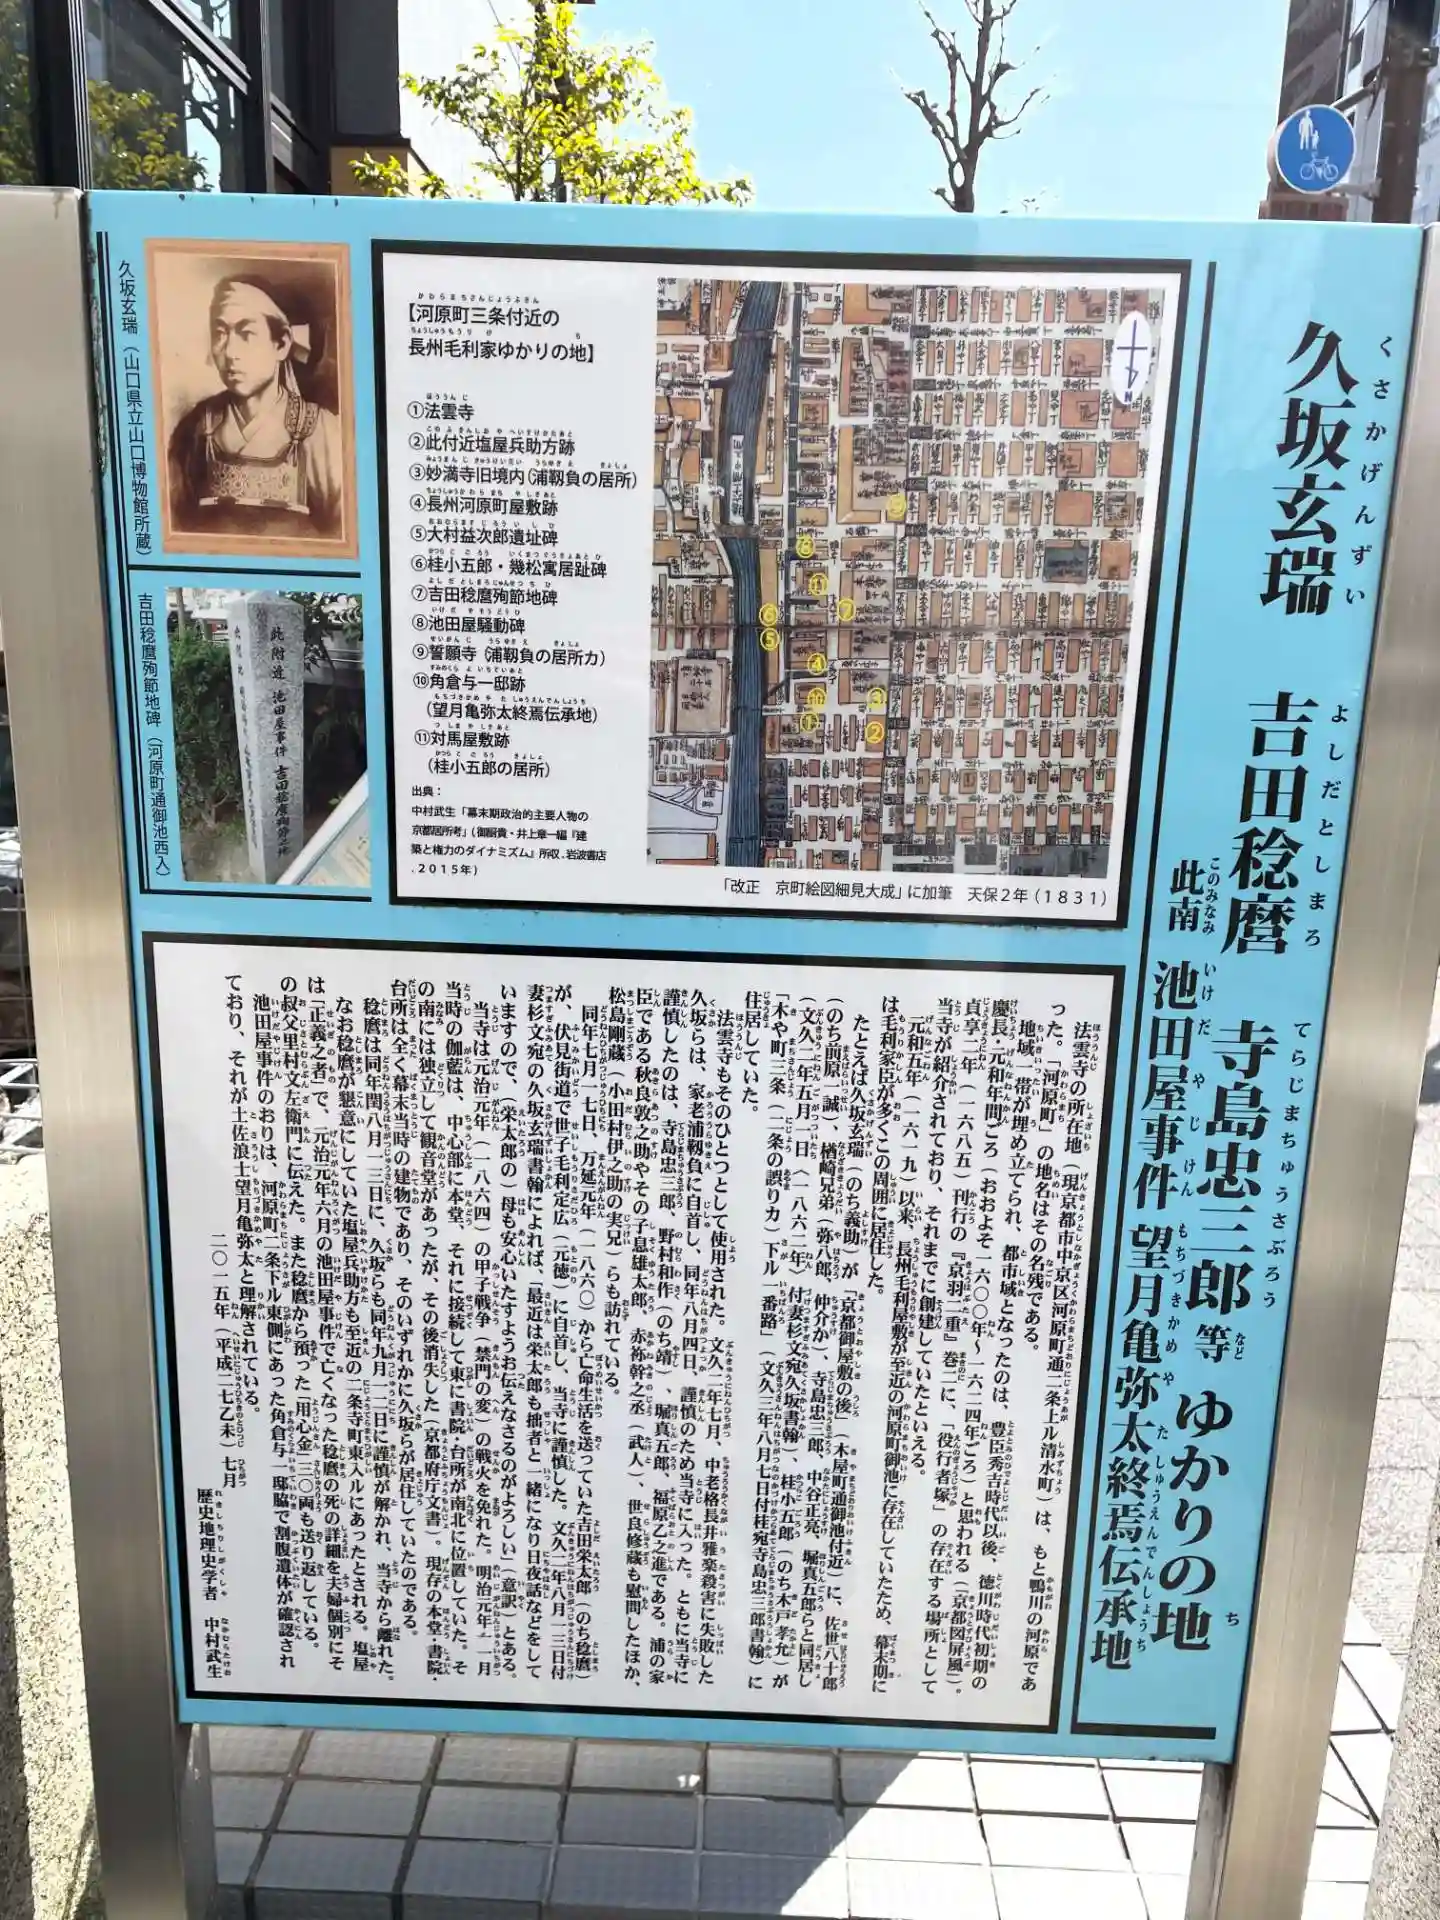 久坂玄瑞 吉田稔麿 寺島忠三郎等 ゆかりの地
此南 池田屋事件 望月亀弥太終焉伝承地
【河原町三条付近の
長州毛利家ゆかりの地】
①法雲寺
②此付近塩屋兵助方跡
③妙満寺旧境内(浦靱負の居所)
④長州河原町屋敷跡
⑤大村益次郎遺址碑
⑥桂小五郎・幾松寓居趾碑
⑦吉田稔麿殉節地碑
⑧池田屋騒動碑
⑨誓願寺(浦靱負の居所カ)
⑩角倉与一邸跡
(望月亀弥太終焉伝承地)
⑪対馬屋敷跡
(桂小五郎の居所)
出典:
中村武生「幕末期政治的主要人物の
京都居所考」(御厨貴・井上章一編『建
築と権力のダイナミズム』所収.岩波書店
.2015年)
「改正 京町絵図細見大成」に加筆 天保2年(1831)
久坂玄瑞(山口県立山口博物館所蔵)
吉田稔麿殉節地碑(河原町通御池西入)
法雲寺の所在地(現京都市中京区河原町通二条上ル清水町)は、もと鴨川の河原であ
った。「河原町」の地名はその名残である。
地域一帯が埋め立てられ、都市域となったのは、豊臣秀吉時代以後、徳川時代初期の
慶長・元和年間ごろ(おおよそ一六〇〇年~一六二四年ごろ)と思われる(「京都図屏風」)。
貞享二年(一六八五)刊行の『京羽二重』巻二に、「役行者塚」の存在する場所として
当寺が紹介されており、それまでに創建していたといえる。
元和五年(一六一九)以来、長州毛利屋敷が至近の河原町御池に存在していたため、幕末期に
は毛利家臣が多くこの周囲に居住した。
たとえば久坂玄瑞(のち義助)が「京都御屋敷の後」(木屋町通御池付近)に、佐世八十郎
(のち前原一誠)、楢崎兄弟(弥八郎、仲介か)、寺島忠三郎、中谷正亮、堀真五郎らと同居し
(文久二年五月一日(一八六二年)付妻杉文宛久坂書翰)、桂小五郎(のち木戸孝允)が
「木や町三条(二条の誤りカ)下ル一番路」(文久三年八月七日付桂宛寺島忠三郎書翰)に
住居していた。
法雲寺もそのひとつとして使用された。文久二年七月、中老格長井雅楽殺害に失敗した
久坂らは、家老浦靱負に自首し、同年八月四日、謹慎のため当寺に入った。ともに当寺に
謹慎したのは、寺島忠三郎、野村和作(のち靖)、堀真五郎、福原乙之進である。浦の家
臣である秋良敦之助やその子息雄太郎、赤祢幹之丞(武人)、世良修蔵も慰問したほか、
松島剛蔵(小田村伊之助の実兄)らも訪れている。
同年七月一七日、万延元年(一八六〇)から亡命生活を送っていた吉田栄太郎(のち稔麿)
が、伏見街道で世子毛利定広(元徳)に自首し、当寺に謹慎した。文久二年八月一三日付
妻杉文宛の久坂玄瑞書翰によれば、「最近は栄太郎も拙者と一緒になり日夜話などをして
いますので、(栄太郎の)母も安心いたすようお伝えなさるのがよろしい」(意訳)とある。
当寺は元治元年(一八六四)の甲子戦争(禁門の変)の戦火を免れた。明治元年一一月
当時の伽藍は、中心部に本堂、それに接続して東に書院・台所が南北に位置していた。そ
の南には独立して観音堂があったが、その後消失した(京都府庁文書)。現存の本堂・書院・
台所は全く幕末当時の建物であり、そのいずれかに久坂らが居住していたのである。
稔麿は同年閏八月一三日に、久坂らも同年九月一二日に謹慎が解かれ、当寺から離れた。
なお稔麿が懇意にしていた塩屋兵助方も至近の二条寺町東入ルにあったとされる。塩屋
は「正義之者」で、元治元年六月の池田屋事件で亡くなった稔麿の死の詳細を夫婦個別にそ
の叔父里村文左衛門に伝えた。また稔麿から預った「用心金」三〇両も送り返している。
池田屋事件のおりは、河原町二条下ル東側にあった角倉与一邸脇で割腹遺体が確認され
ており、それが土佐浪士望月亀弥太と理解されている。
二〇一五年(平成二七乙未)七月
歴史地理史学者 中村武生